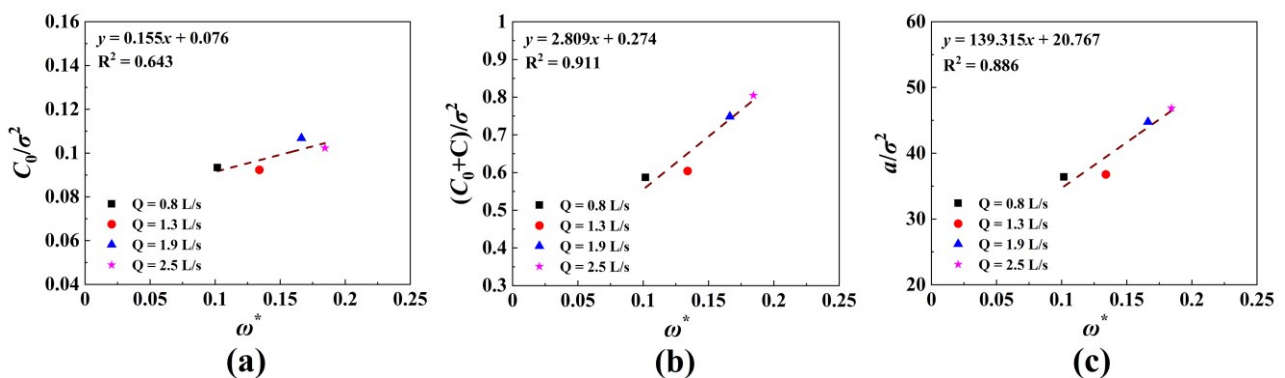 y = 0.155x + 0.076
R² = 0.643
C₀/σ²
0.16
0.14
0.12
0.1
0.08
0.06
0.04
Q = 0.8 L/s
Q = 1.3 L/s
Q = 1.9 L/s
Q = 2.5 L/s
0 0.05 0.1 0.15 0.2 0.25
ω*
(a)
y = 2.809x + 0.274
R² = 0.911
(C₀+C)/σ²
1
0.9
0.8
0.7
0.6
0.5
0.4
0.3
Q = 0.8 L/s
Q = 1.3 L/s
Q = 1.9 L/s
Q = 2.5 L/s
0 0.05 0.1 0.15 0.2 0.25
ω*
(b)
y = 139.315x + 20.767
R² = 0.886
a/σ²
60
50
40
30
20
Q = 0.8 L/s
Q = 1.3 L/s
Q = 1.9 L/s
Q = 2.5 L/s
0 0.05 0.1 0.15 0.2 0.25
ω*
(c)